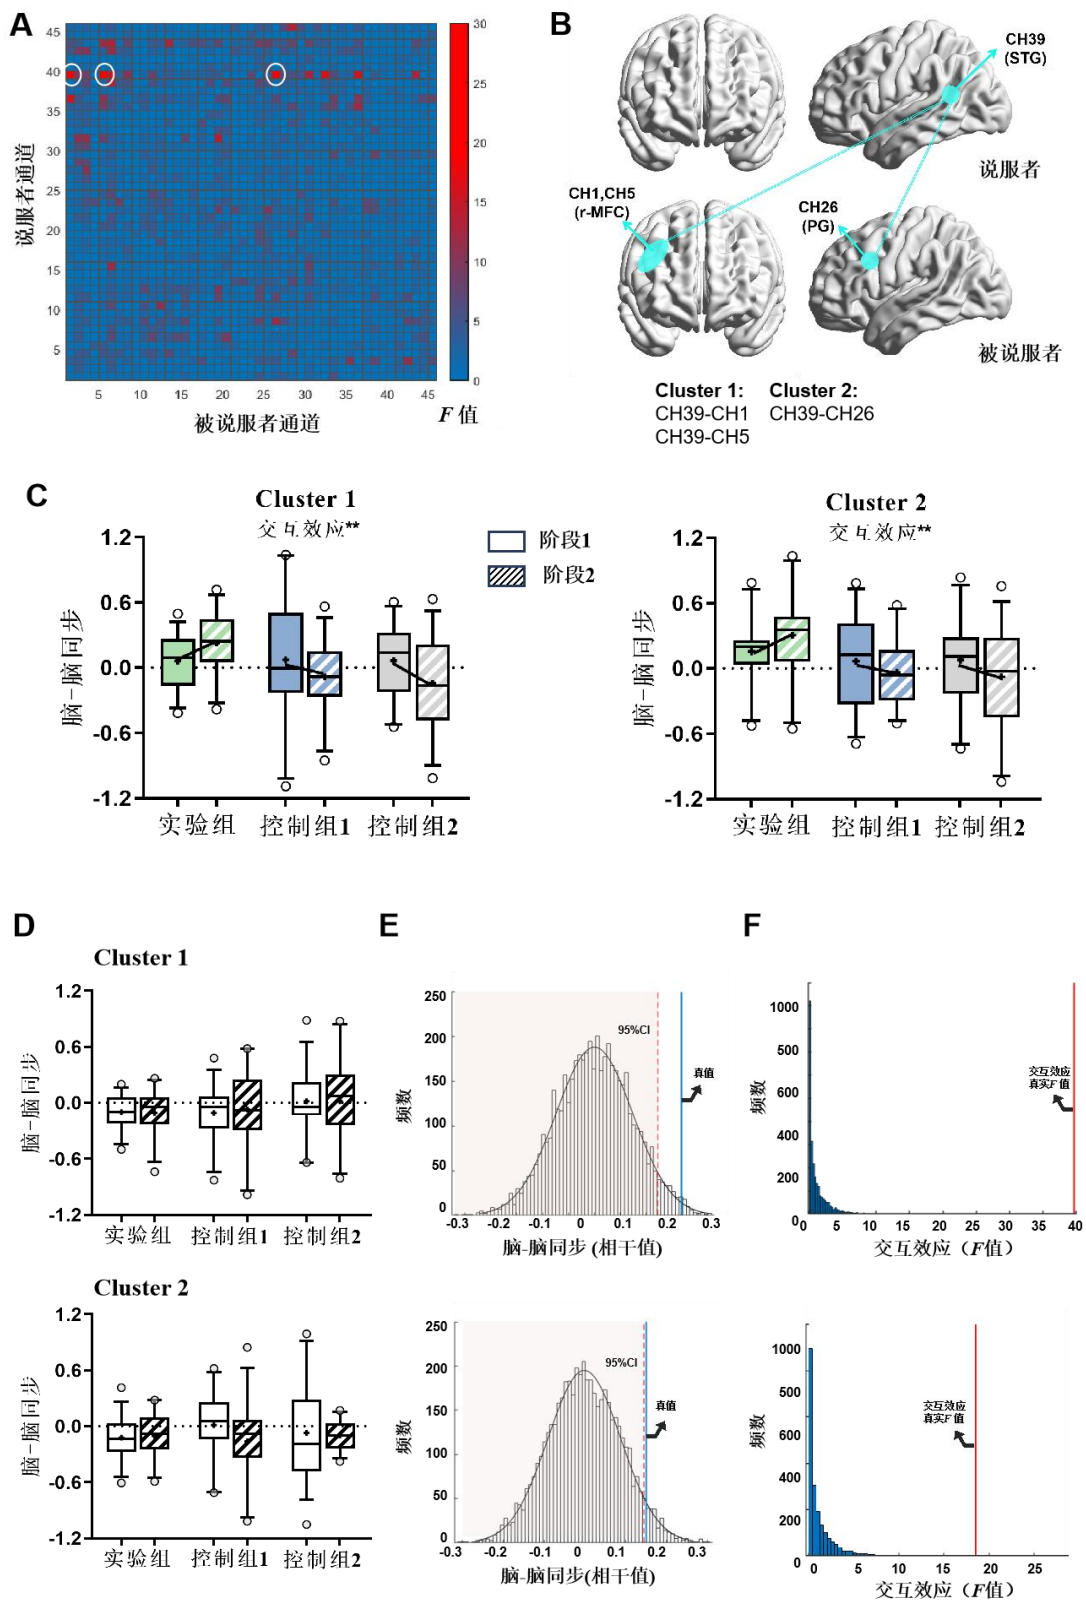 A
45
40
35
30
25
20
15
10
5
说服者通道
5
10
15
20
25
30
35
40
45
被说服者通道
30
25
20
15
10
5
0
F 值
B
CH39
(STG)
说服者
CH1,CH5
(r-MFC)
CH26
(PG)
被说服者
Cluster 1:
CH39-CH1
CH39-CH5
Cluster 2:
CH39-CH26
C
Cluster 1
交互效应**
1.2
0.6
0.0
-0.6
-1.2
脑-脑同步
实验组
控制组1
控制组2
阶段1
阶段2
Cluster 2
交互效应**
1.2
0.6
0.0
-0.6
-1.2
脑-脑同步
实验组
控制组1
控制组2
D
Cluster 1
1.2
0.6
0.0
-0.6
-1.2
脑-脑同步
实验组
控制组1
控制组2
Cluster 2
1.2
0.6
0.0
-0.6
-1.2
脑-脑同步
实验组
控制组1
控制组2
E
250
200
150
100
50
0
频数
95%CI
真值
-0.3
-0.2
-0.1
0
0.1
0.2
0.3
脑-脑同步 (相干值)
250
200
150
100
50
0
频数
95%CI
真值
-0.3
-0.2
-0.1
0
0.1
0.2
0.3
脑-脑同步(相干值)
F
1000
500
600
400
200
0
频数
交互效应
真实F 值
0
5
10
15
20
25
30
35
40
交互效应（F值）
1000
500
600
400
200
0
频数
交互效应
真实F 值
0
5
10
15
20
25
交互效应（F值）